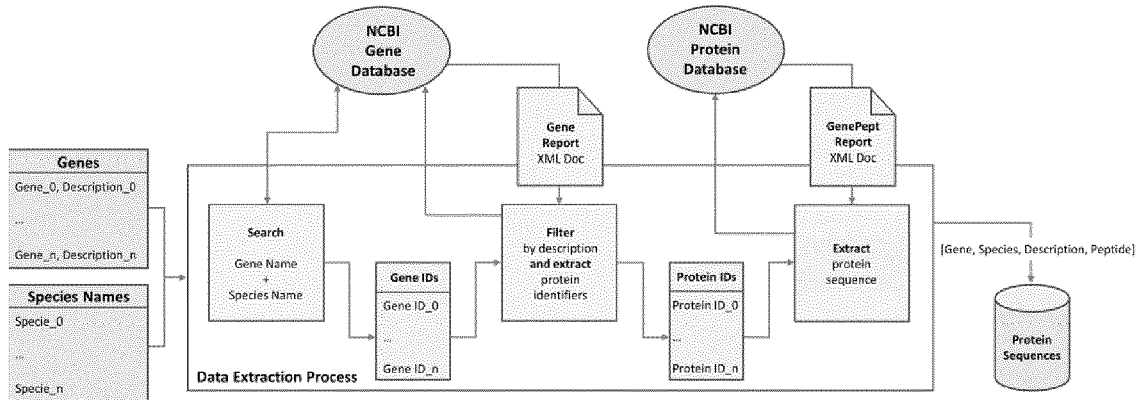 NCBI
Gene
Database
NCBI
Protein
Database
Gene
Report
XML Doc
GenePept
Report
XML Doc
Genes
Gene_0, Description_0
...
Gene_n, Description_n
Species Names
Specie_0
...
Specie_n
Search
Gene Name
+
Species Name
Gene IDs
Gene ID_0
...
Gene ID_n
Filter
by description
and extract
protein
identifiers
Protein IDs
Protein ID_0
...
Protein ID_n
Extract
protein
sequence
Data Extraction Process
[Gene, Species, Description, Peptide]
Protein
Sequences